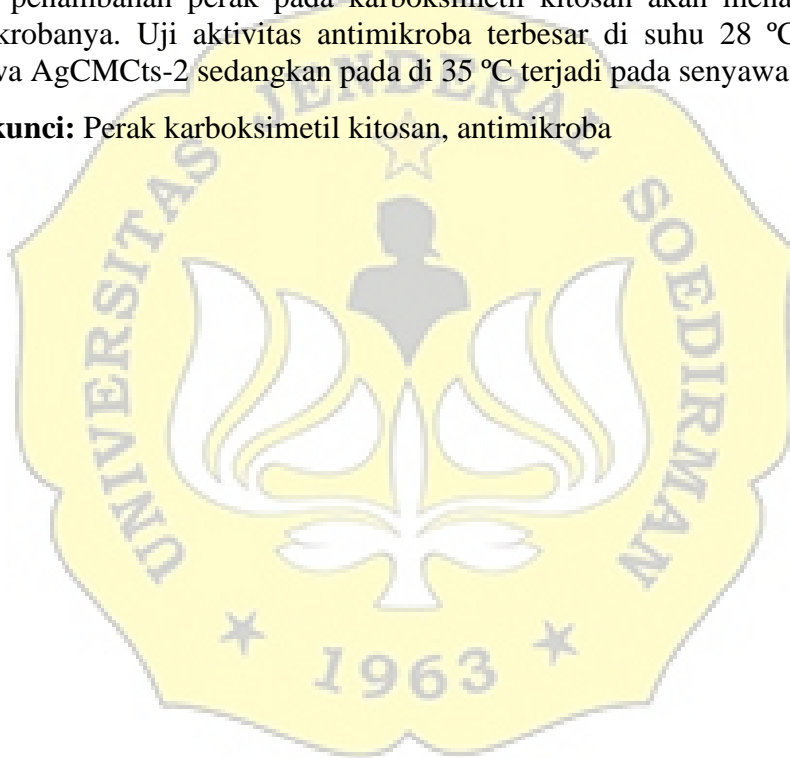 penambahan perak pada karboksimetil kitosan akan mena
krobanya. Uji aktivitas antimikroba terbesar di suhu 28 ºC
va AgCMCts-2 sedangkan pada di 35 ºC terjadi pada senyawa
kunci: Perak karboksimetil kitosan, antimikroba
UNIVERSITAS JENDERAL SOEDIRMAN
1963